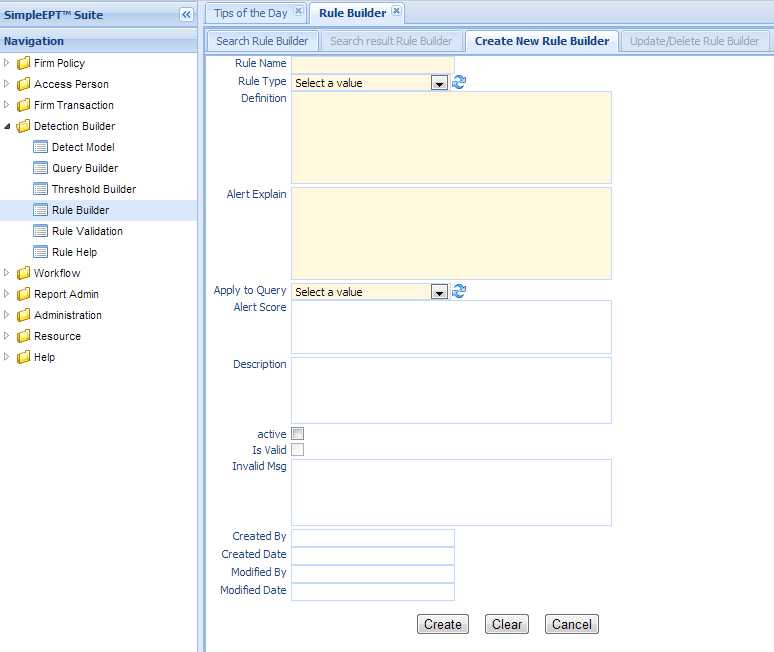 SimpleEPT™ Suite
Navigation
Firm Policy
Access Person
Firm Transaction
Detection Builder
Detect Model
Query Builder
Threshold Builder
Rule Builder
Rule Validation
Rule Help
Workflow
Report Admin
Administration
Resource
Help
Tips of the Day
Rule Builder
Search Rule Builder
Search result Rule Builder
Create New Rule Builder
Update/Delete Rule Builder
Rule Name
Rule Type Select a value
Definition
Alert Explain
Apply to Query Select a value
Alert Score
Description
active
Is Valid
Invalid Msg
Created By
Created Date
Modified By
Modified Date
Create Clear Cancel